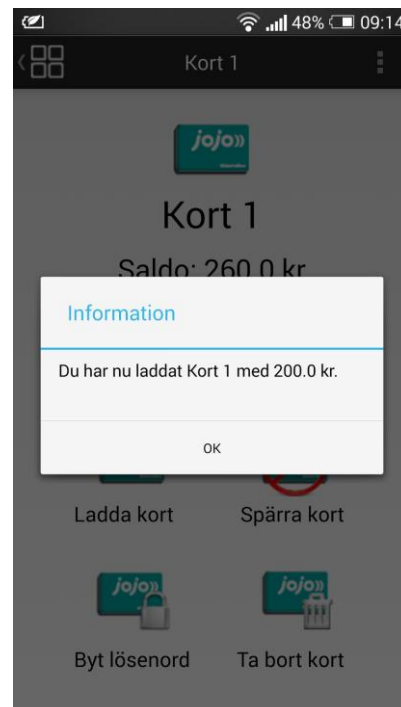 48% 09:14
Kort 1
jojo
Kort 1
Saldo: 260.0 kr
Information
Du har nu laddat Kort 1 med 200.0 kr.
OK
Ladda kort Spärra kort
jojo jojo
Byt lösenord Ta bort kort